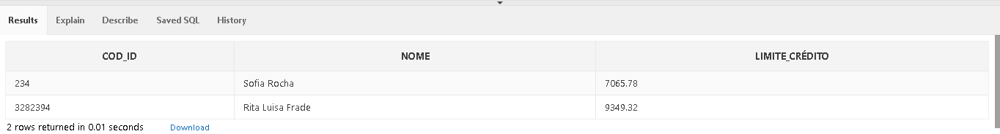 Results Explain Describe Saved SQL History
COD_ID NOME LIMITE_CRÉDITO
234 Sofia Rocha 7065.78
3282394 Rita Luisa Frade 9349.32
2 rows returned in 0.01 seconds Download